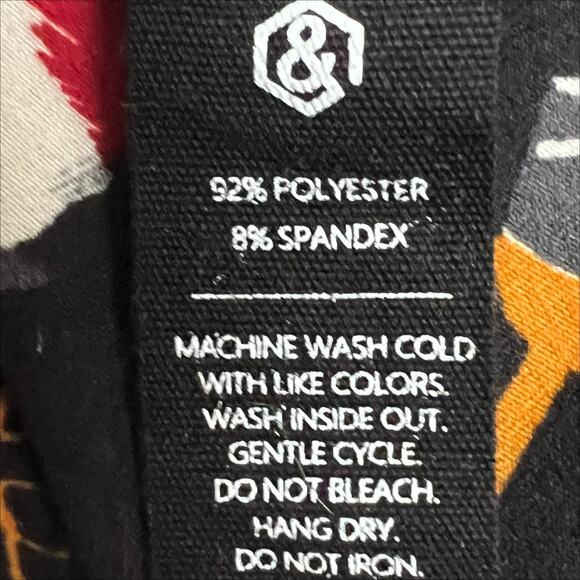 &
92% POLYESTER
8% SPANDEX
MACHINE WASH COLD
WITH LIKE COLORS.
WASH INSIDE OUT.
GENTLE CYCLE.
DO NOT BLEACH.
HANG DRY.
DO NOT IRON.